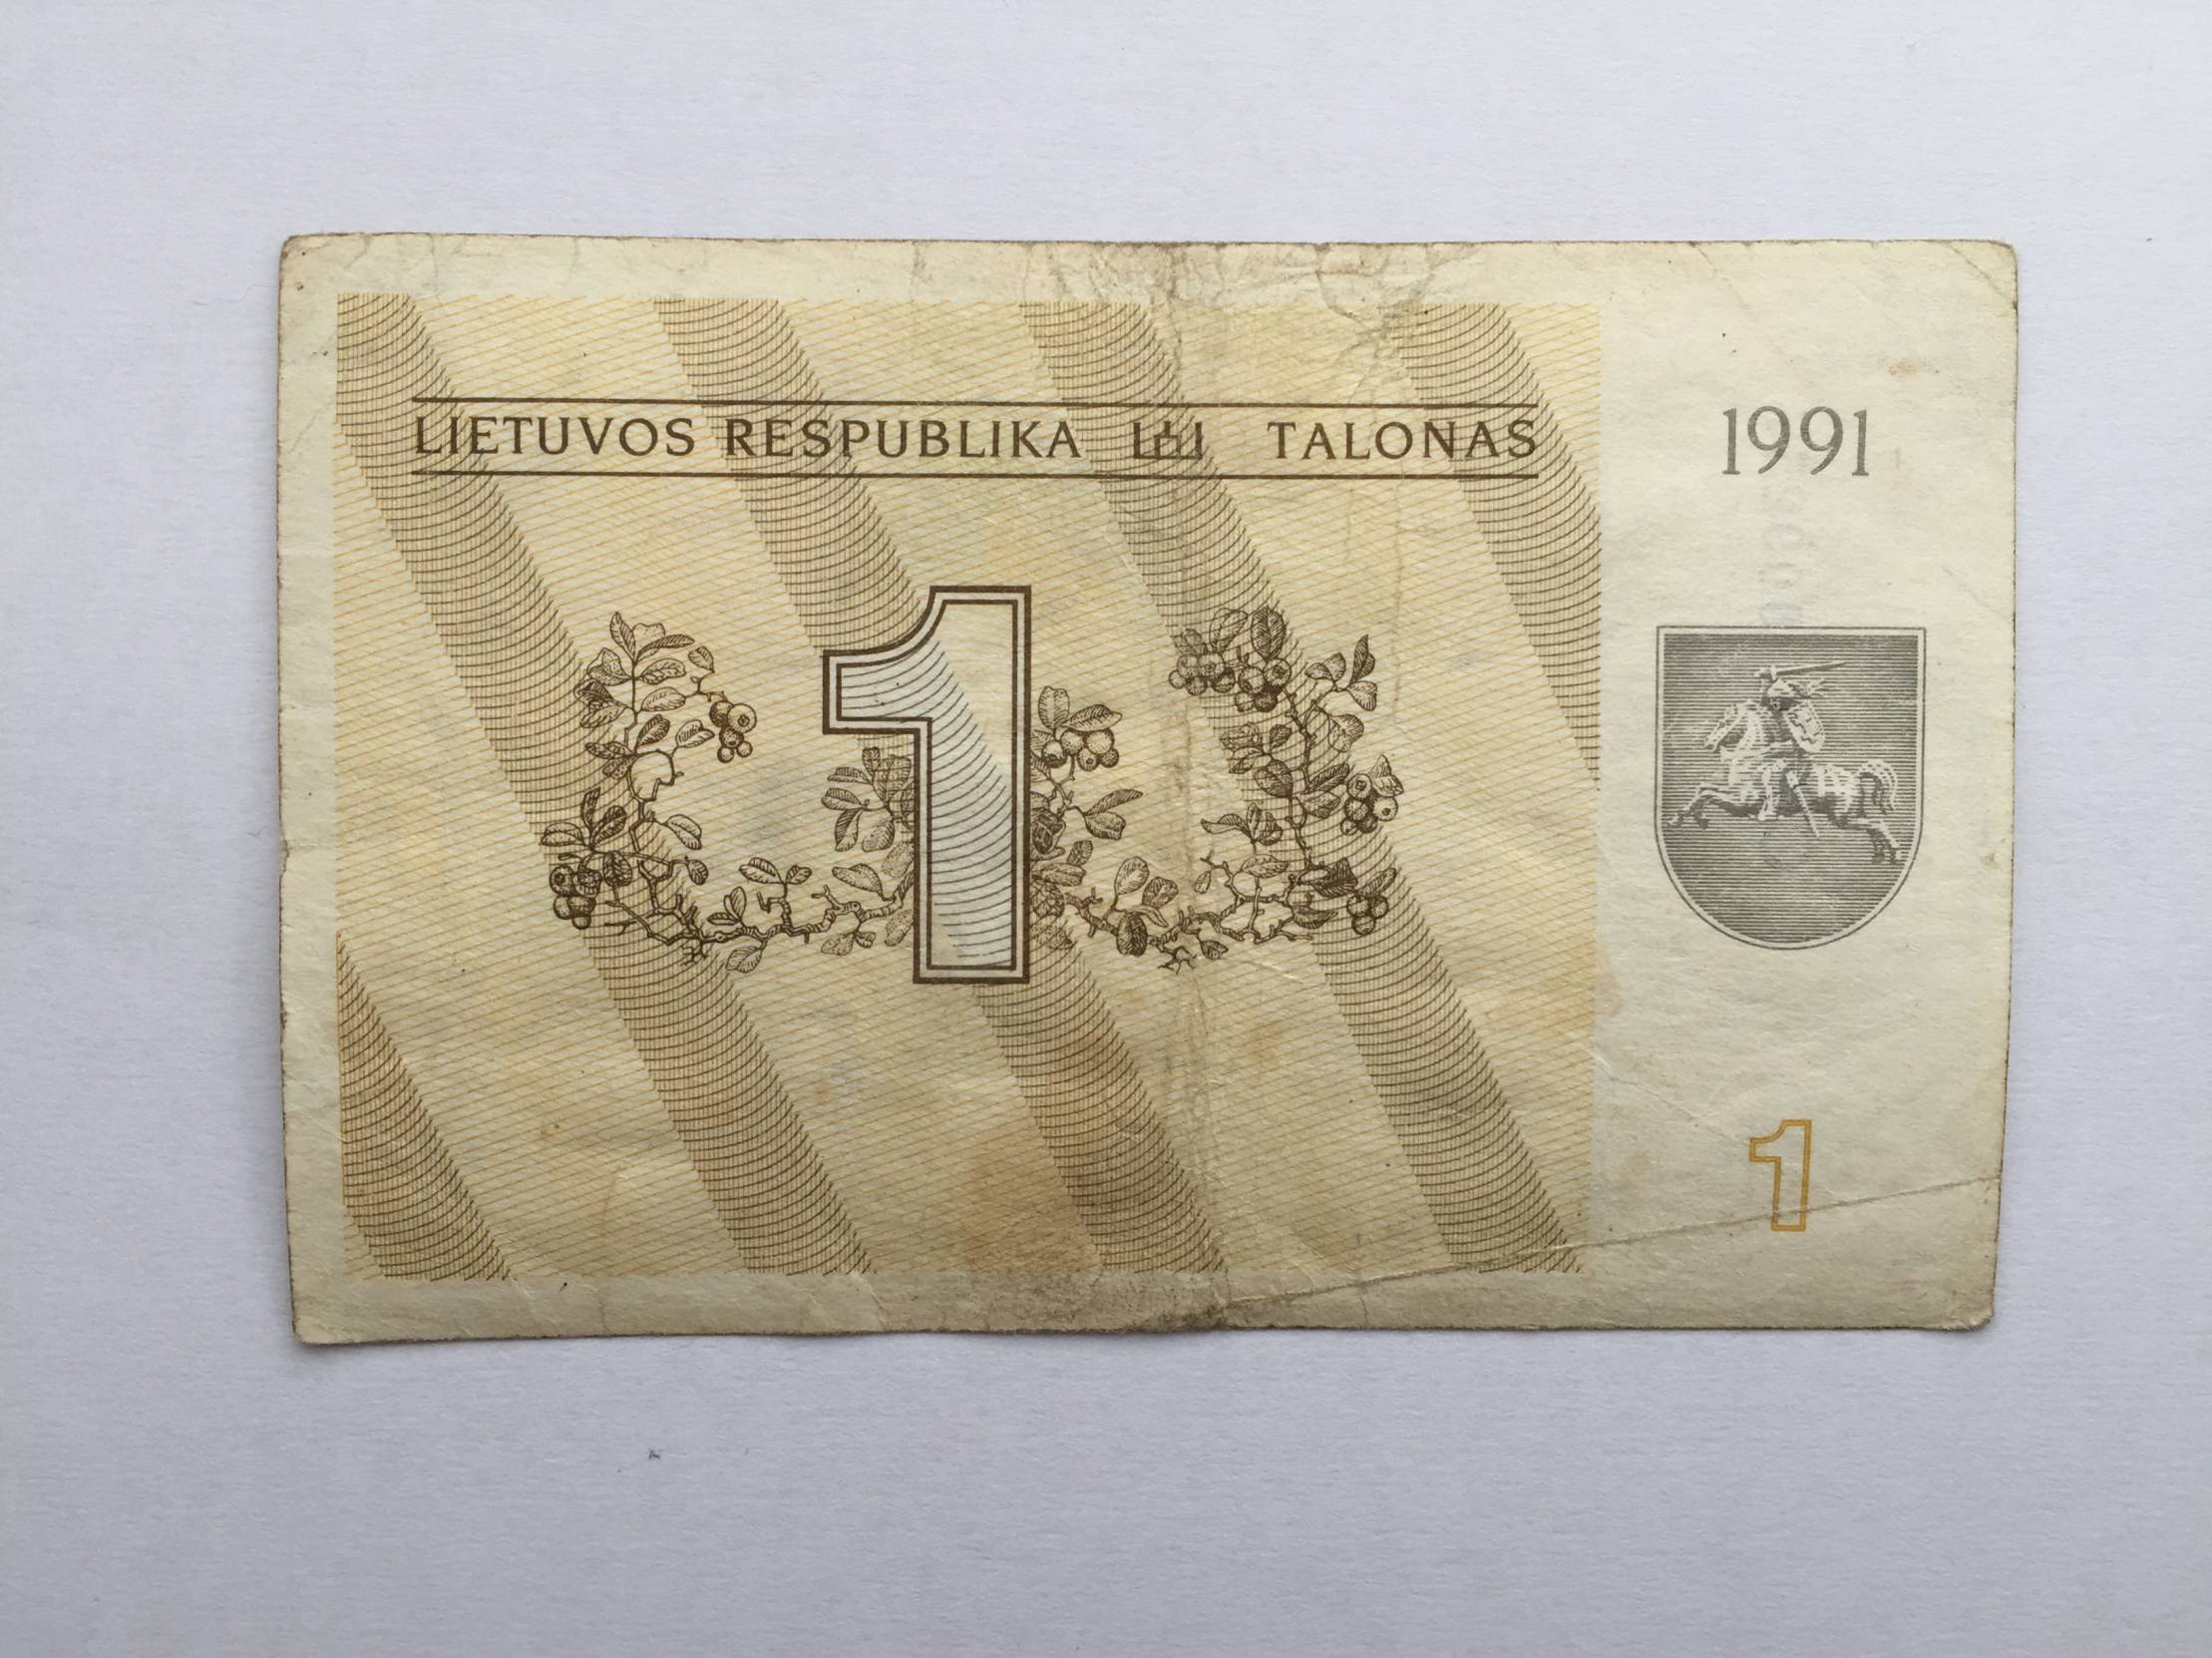 LIETUVOS RESPUBLIKA TALONAS
1991
1
1